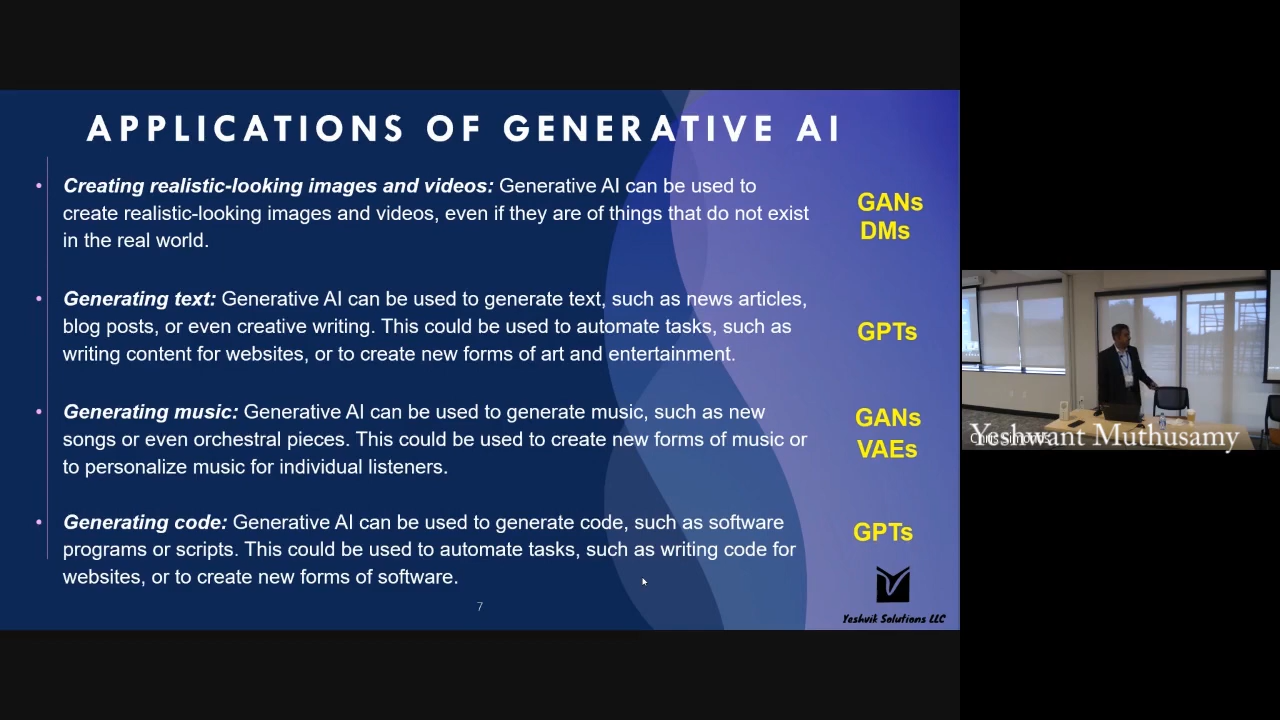 APPLICATIONS OF GENERATIVE AI
• Creating realistic-looking images and videos: Generative AI can be used to
create realistic-looking images and videos, even if they are of things that do not exist
in the real world.
GANs
DMs
• Generating text: Generative AI can be used to generate text, such as news articles,
blog posts, or even creative writing. This could be used to automate tasks, such as
writing content for websites, or to create new forms of art and entertainment.
GPTs
• Generating music: Generative AI can be used to generate music, such as new
songs or even orchestral pieces. This could be used to create new forms of music or
to personalize music for individual listeners.
GANs
VAEs
• Generating code: Generative AI can be used to generate code, such as software
programs or scripts. This could be used to automate tasks, such as writing code for
websites, or to create new forms of software.
GPTs
7
Yeshvik Solutions LLC
Yeshwant Muthusamy